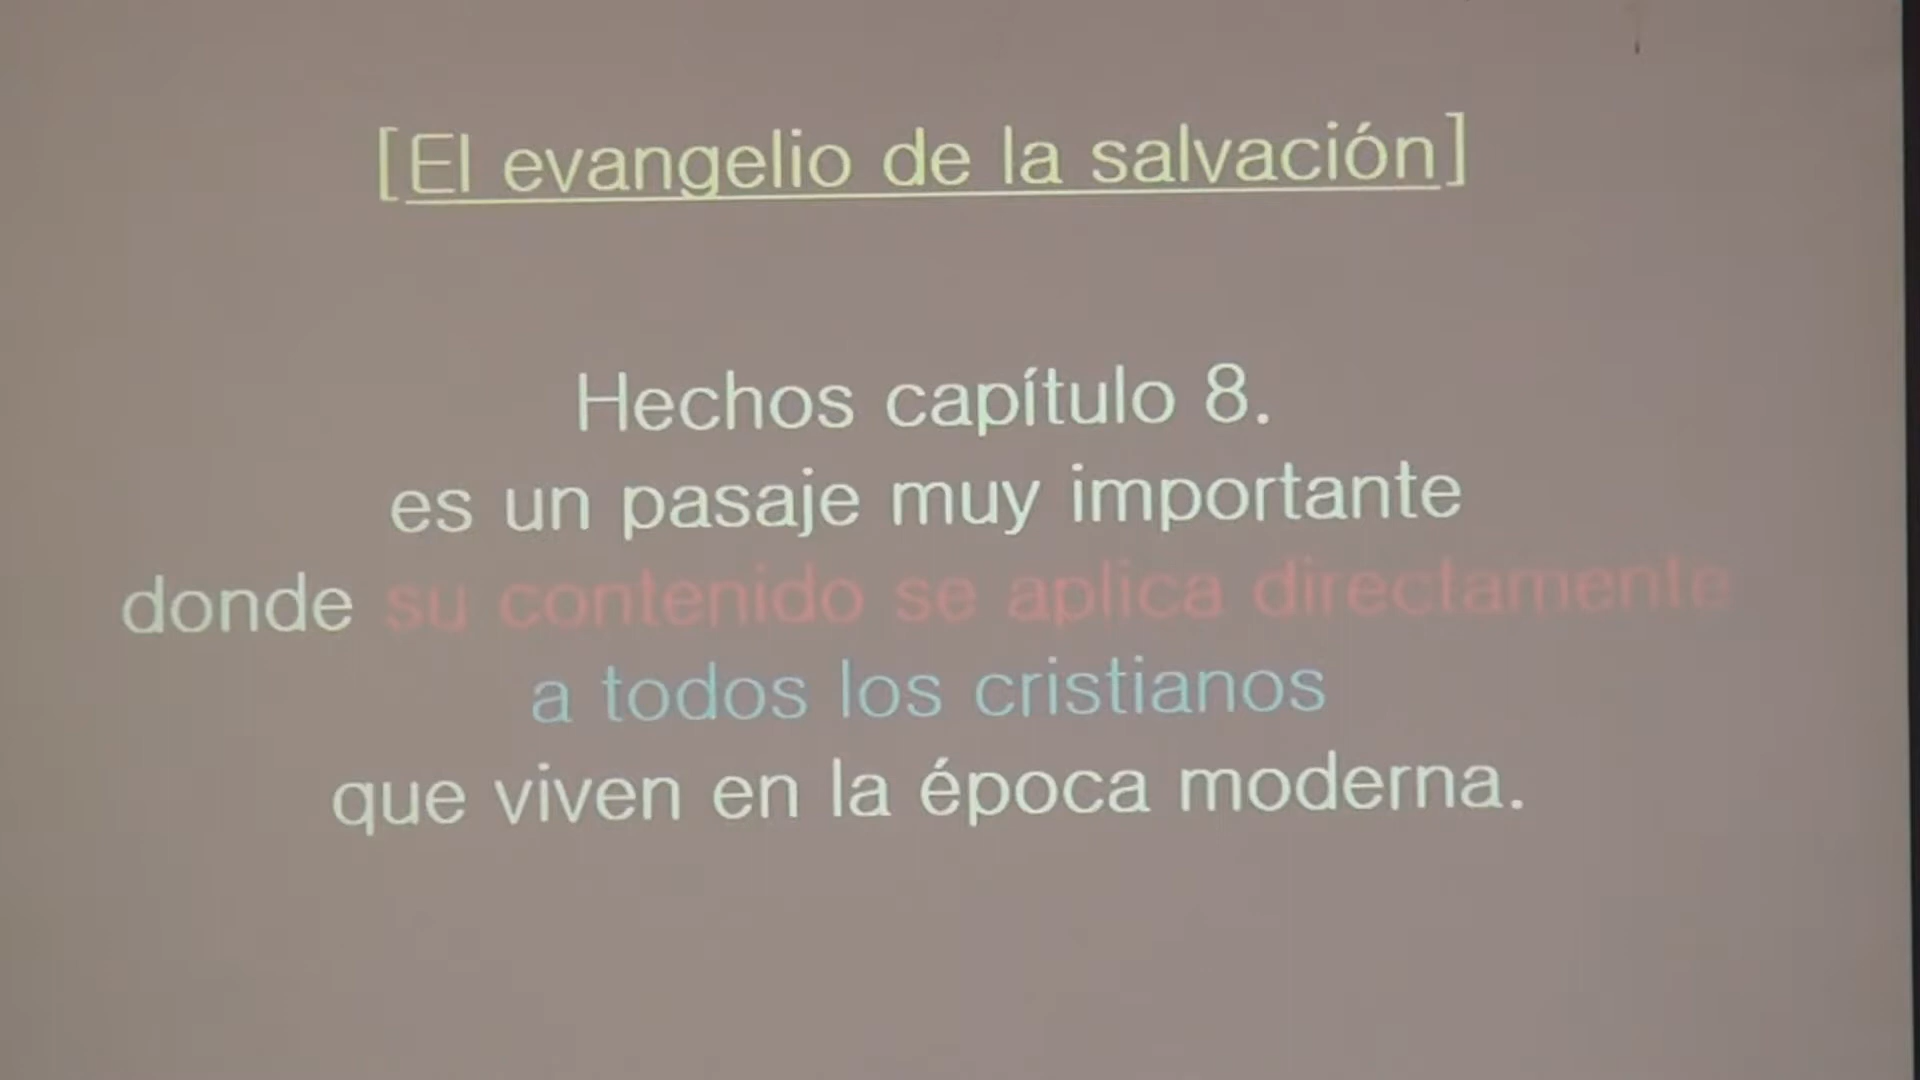 [El evangelio de la salvación]
Hechos capítulo 8.
es un pasaje muy importante
donde su contenido se aplica directamente
a todos los cristianos
que viven en la época moderna.